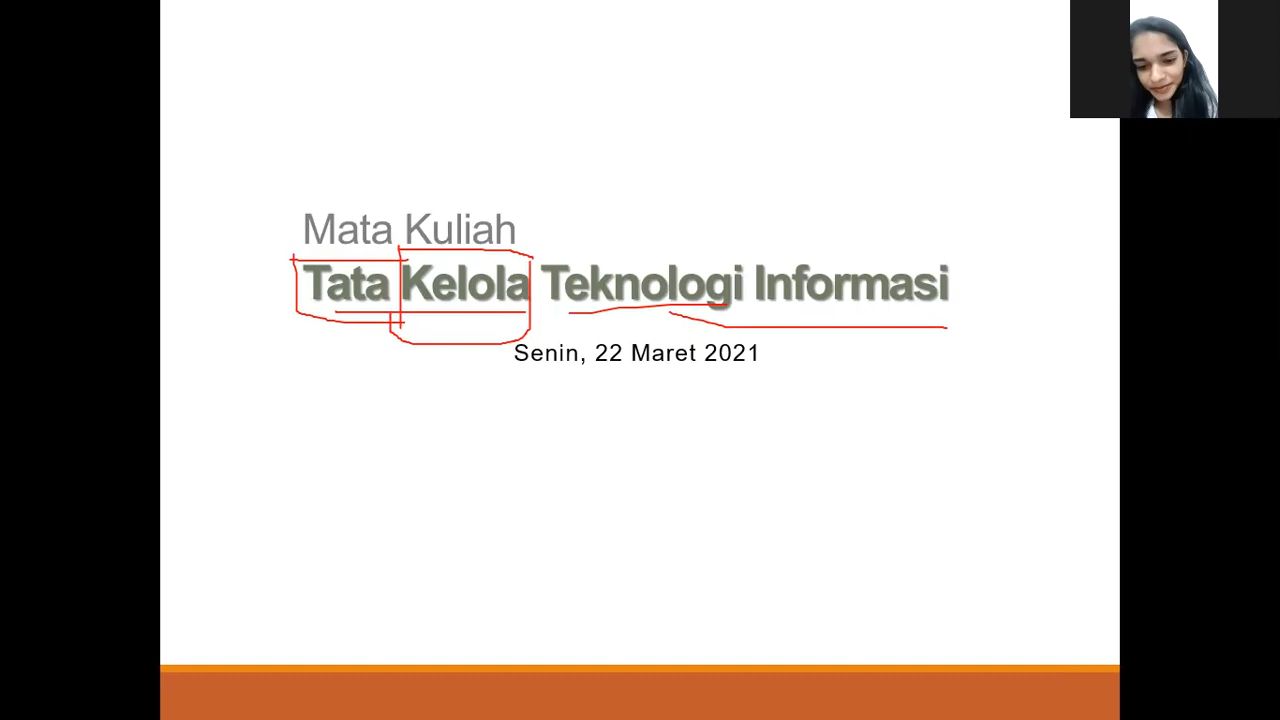 Mata Kuliah
Tata Kelola Teknologi Informasi
Senin, 22 Maret 2021